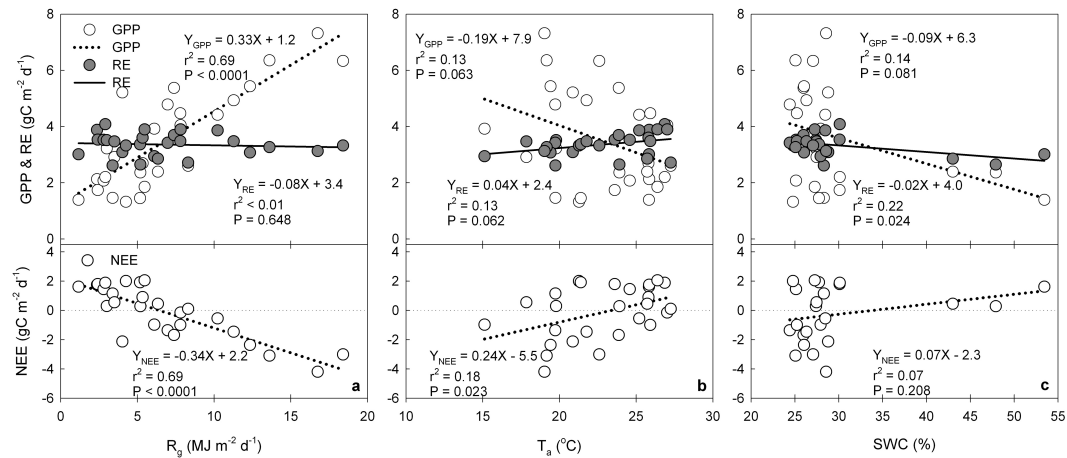 GPP & RE (gC m⁻² d⁻¹)
8
6
4
2
0
GPP
GPP
RE
RE
Y_GPP = 0.33X + 1.2
r² = 0.69
P < 0.0001
Y_RE = -0.08X + 3.4
r² < 0.01
P = 0.648
Y_GPP = -0.19X + 7.9
r² = 0.13
P = 0.063
Y_RE = 0.04X + 2.4
r² = 0.13
P = 0.062
Y_GPP = -0.09X + 6.3
r² = 0.14
P = 0.081
Y_RE = -0.02X + 4.0
r² = 0.22
P = 0.024
NEE (gC m⁻² d⁻¹)
4
2
0
-2
-4
-6
NEE
Y_NEE = -0.34X + 2.2
r² = 0.69
P < 0.0001
a
Y_NEE = 0.24X - 5.5
r² = 0.18
P = 0.023
b
Y_NEE = 0.07X - 2.3
r² = 0.07
P = 0.208
c
0 5 10 15 20
10 15 20 25 30
20 25 30 35 40 45 50 55
R_g (MJ m⁻² d⁻¹)
T_a (°C)
SWC (%)